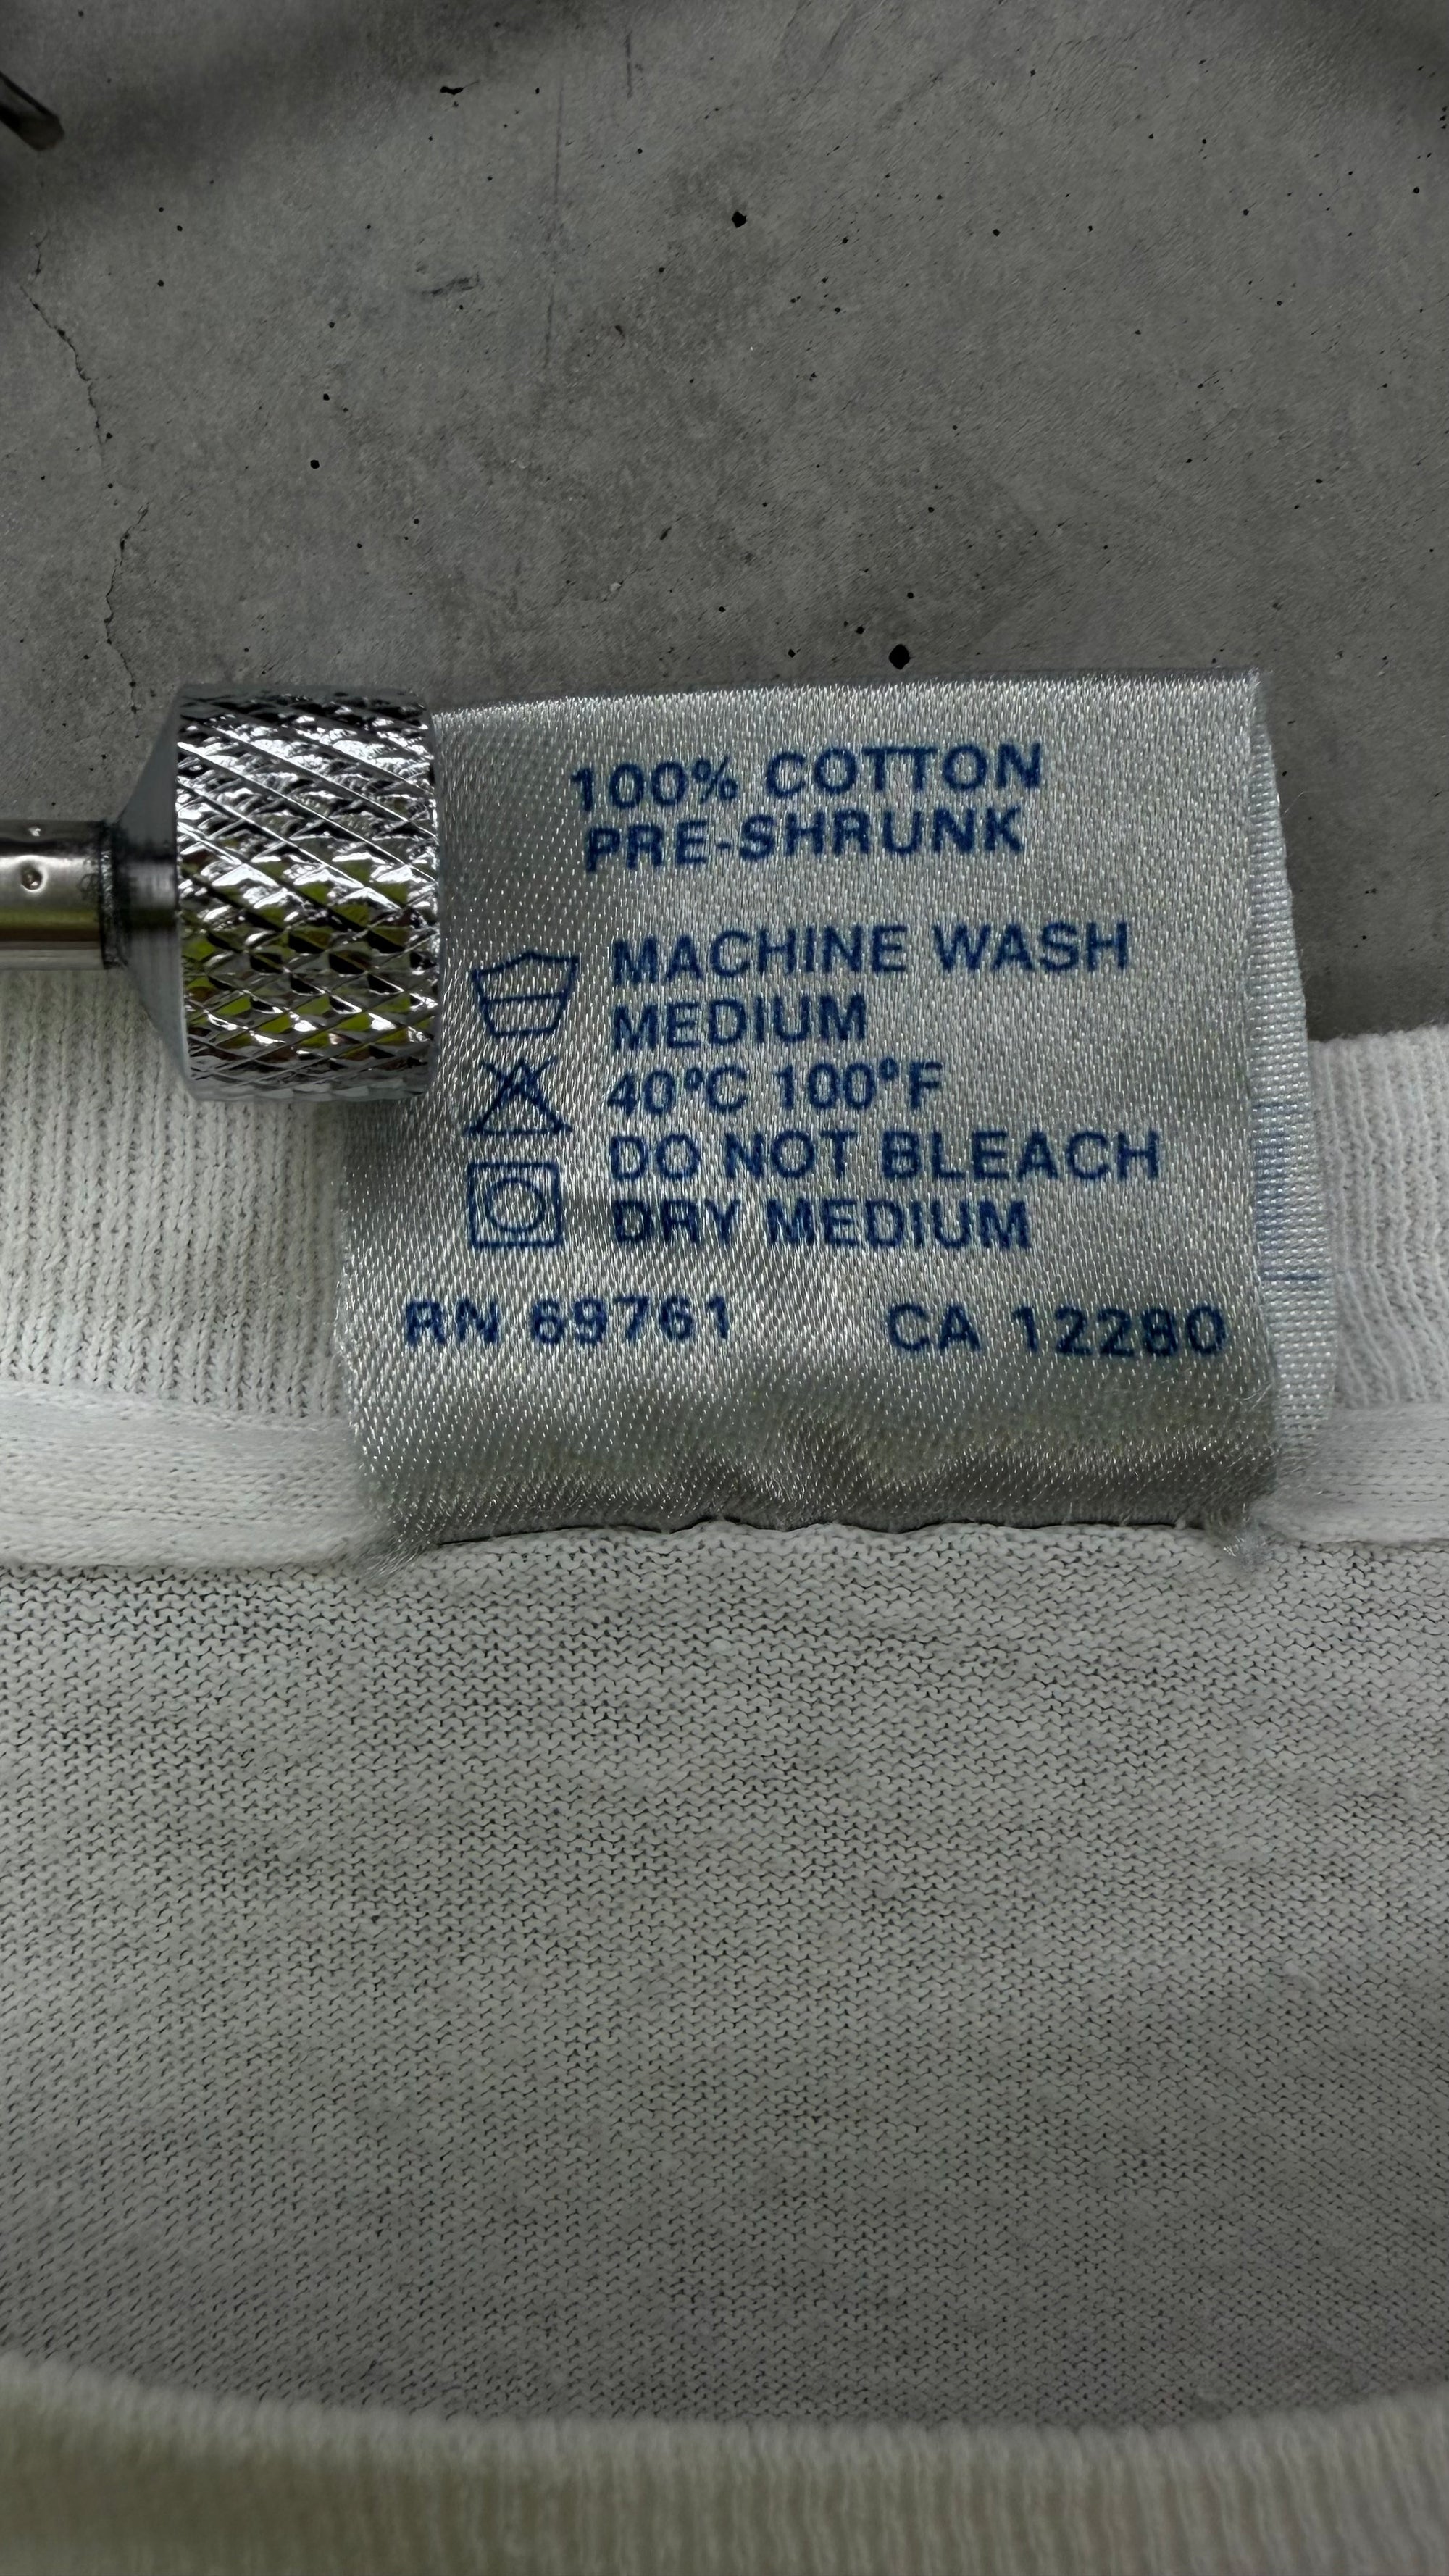 100% COTTON
PRE-SHRUNK
MACHINE WASH
MEDIUM
40°C 100°F
DO NOT BLEACH
DRY MEDIUM
RN 69761 CA 12280